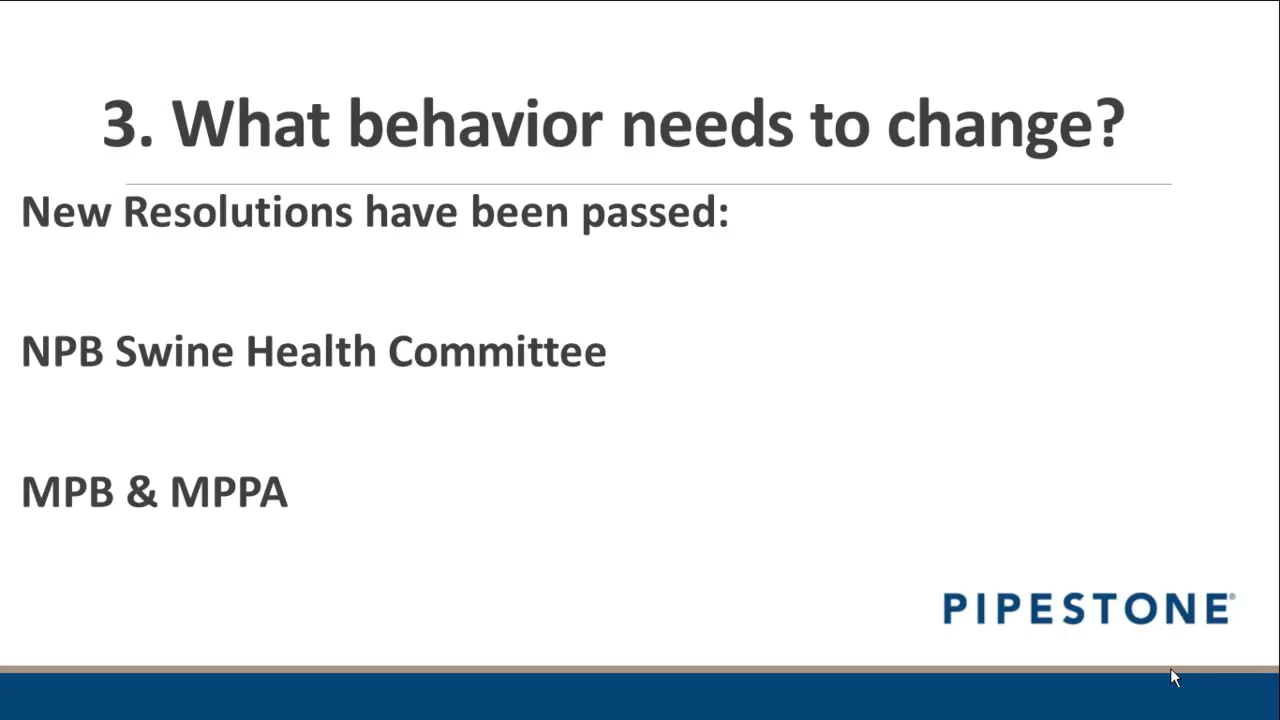 3. What behavior needs to change?
New Resolutions have been passed:
NPB Swine Health Committee
MPB & MPPA
PIPESTONE®